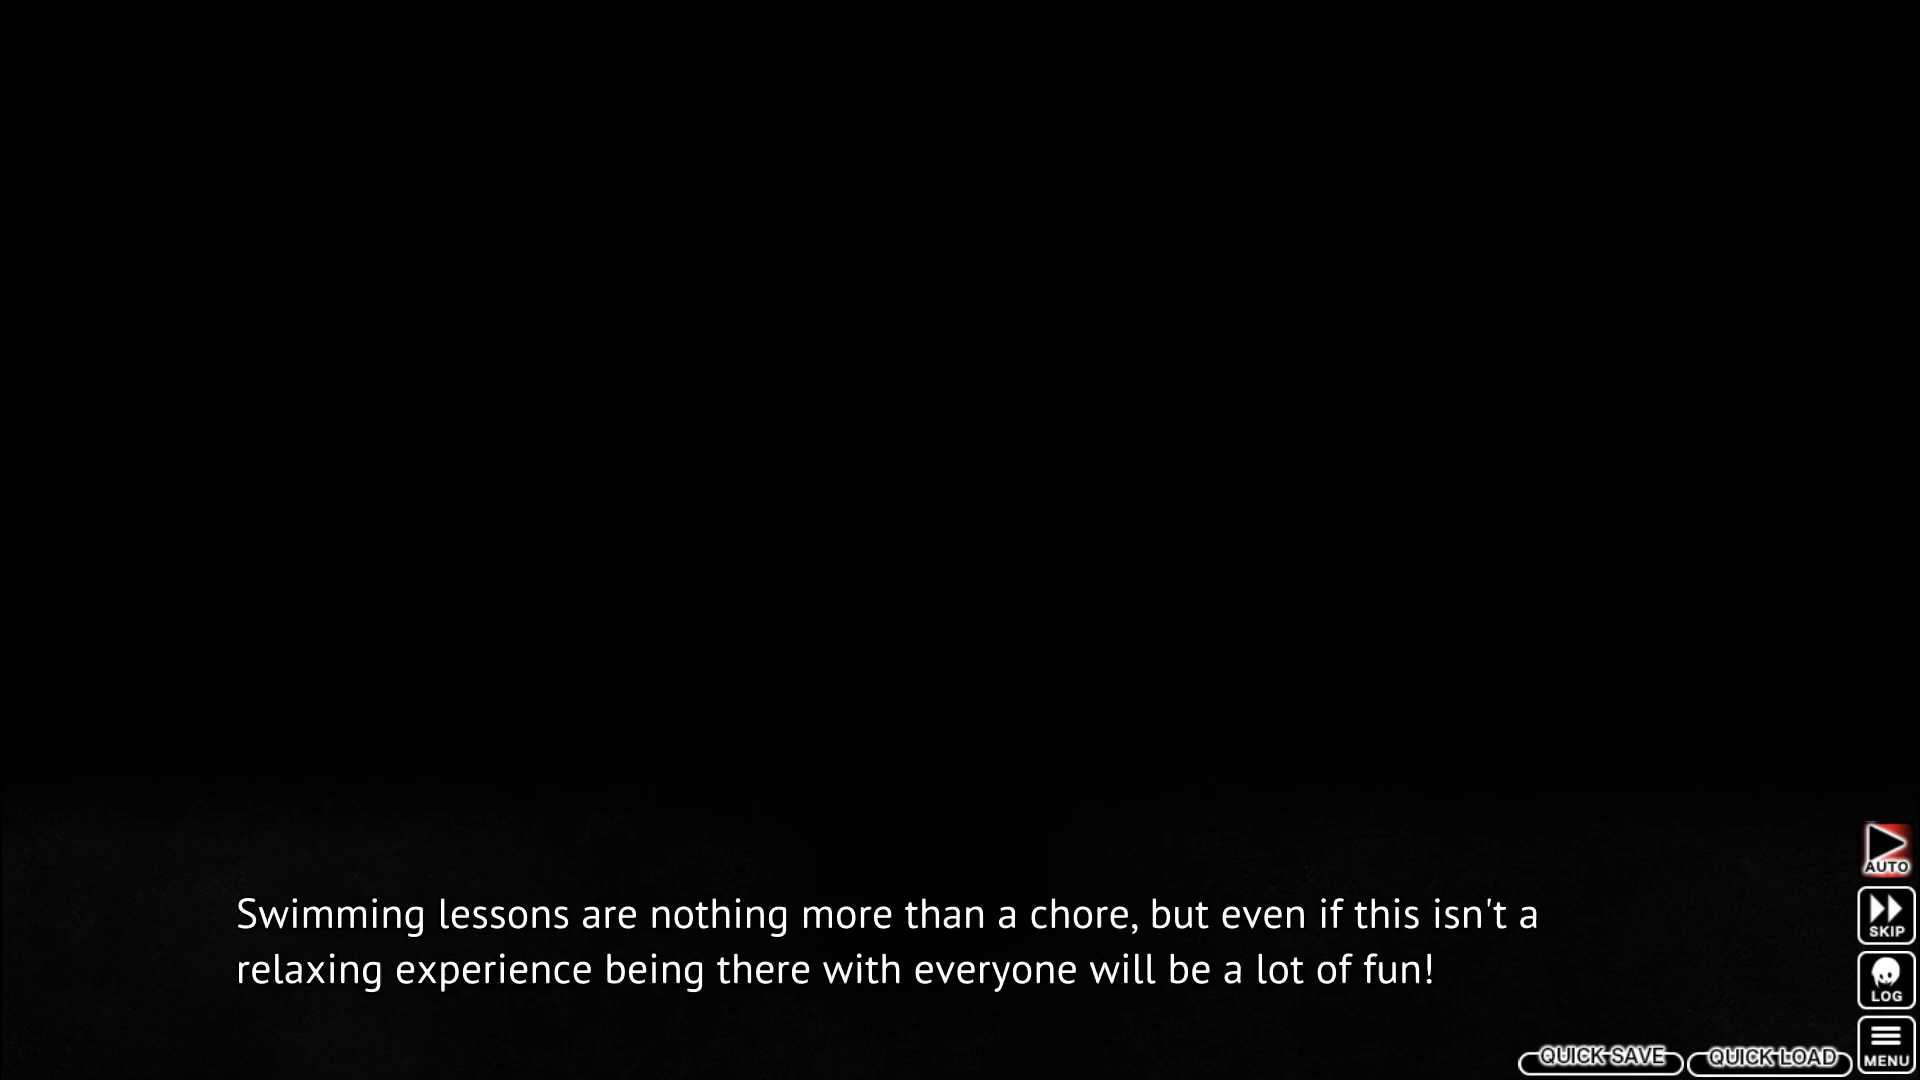 Swimming lessons are nothing more than a chore, but even if this isn't a
relaxing experience being there with everyone will be a lot of fun!
AUTO
SKIP
LOG
MENU
QUICK SAVE
QUICK LOAD